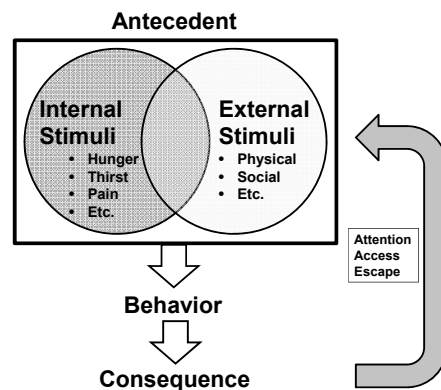 Antecedent
Internal
Stimuli
• Hunger
• Thirst
• Pain
• Etc.
External
Stimuli
• Physical
• Social
• Etc.
Attention
Access
Escape
Behavior
Consequence